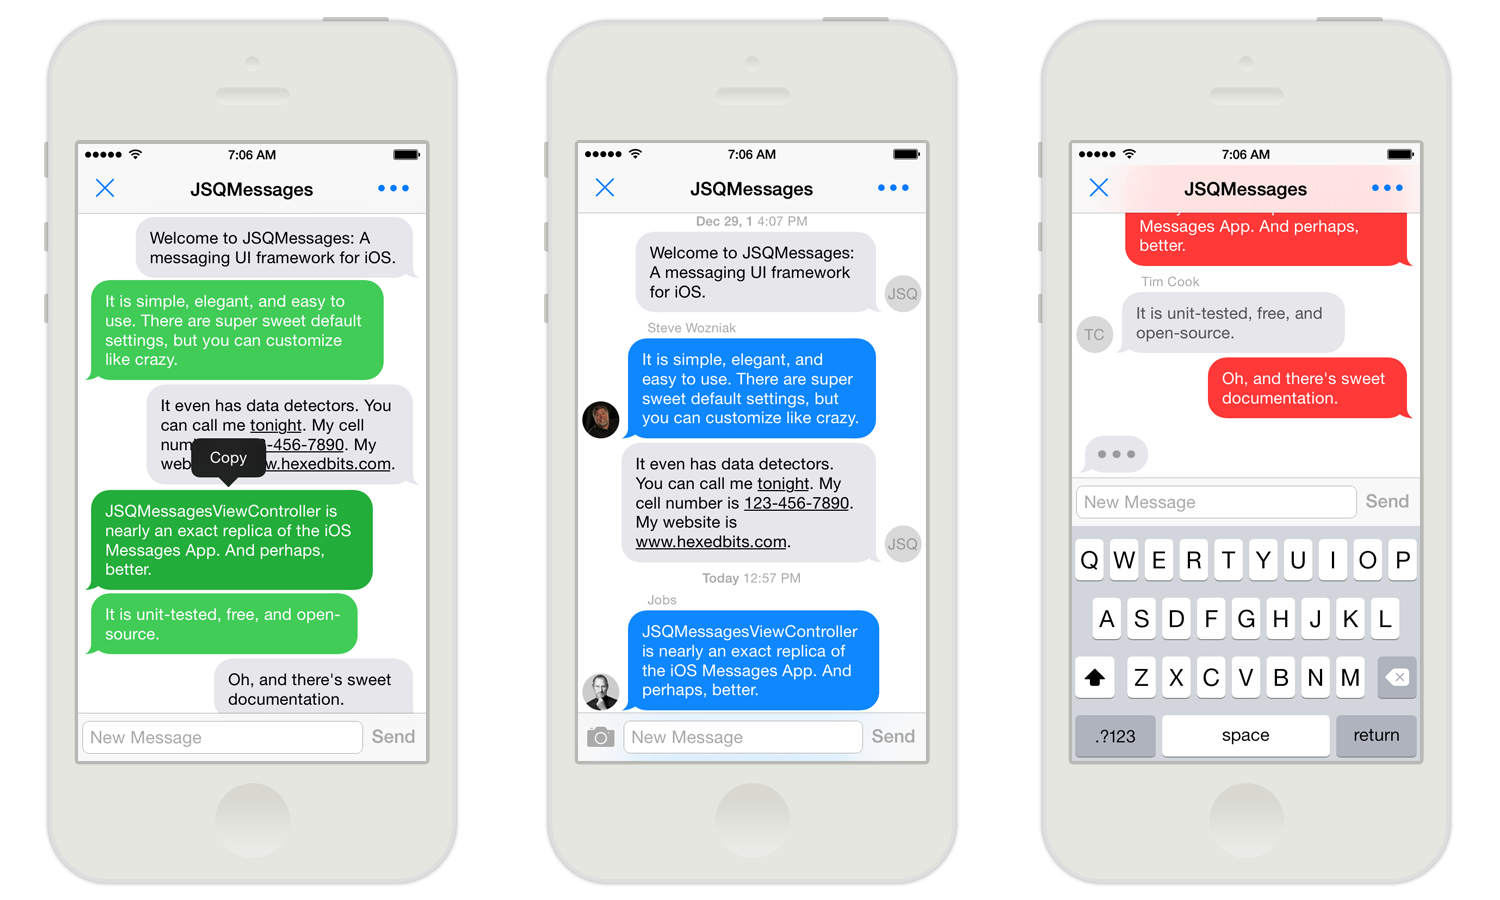 7:06 AM
JSQMessages
Welcome to JSQMessages: A
messaging UI framework for iOS.
It is simple, elegant, and easy to
use. There are super sweet default
settings, but you can customize
like crazy.
It even has data detectors. You
can call me tonight. My cell
num -456-7890. My
web w.hexedbits.com.
Copy
JSQMessagesViewController is
nearly an exact replica of the iOS
Messages App. And perhaps,
better.
It is unit-tested, free, and open-
source.
Oh, and there's sweet
documentation.
New Message Send
7:06 AM
JSQMessages
Dec 29, 1 4:07 PM
Welcome to JSQMessages:
A messaging UI framework
for iOS.
JSQ
Steve Wozniak
It is simple, elegant, and
easy to use. There are super
sweet default settings, but
you can customize like crazy.
It even has data detectors.
You can call me tonight. My
cell number is 123-456-7890.
My website is
www.hexedbits.com.
JSQ
Today 12:57 PM
Jobs
JSQMessagesViewController
is nearly an exact replica of
the iOS Messages App. And
perhaps, better.
New Message Send
7:06 AM
JSQMessages
Messages App. And perhaps,
better.
Tim Cook
It is unit-tested, free, and
open-source.
TC
Oh, and there's sweet
documentation.
New Message Send
Q W E R T Y U I O P
A S D F G H J K L
Z X C V B N M
.?123 space return